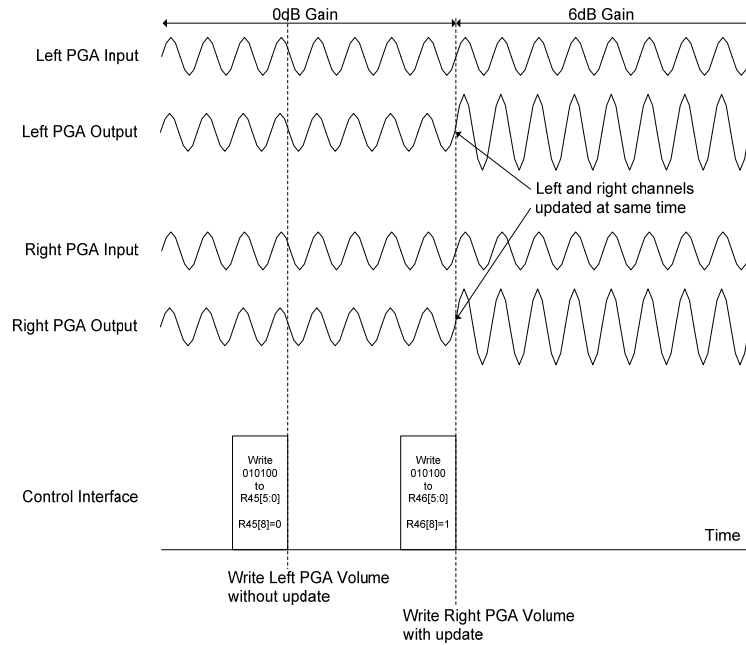 0dB Gain
6dB Gain
Left PGA Input
Left PGA Output
Left and right channels
updated at same time
Right PGA Input
Right PGA Output
Control Interface
Write
010100
to
R45[5:0]
R45[8]=0
Write
010100
to
R46[5:0]
R46[8]=1
Time
Write Left PGA Volume
without update
Write Right PGA Volume
with update